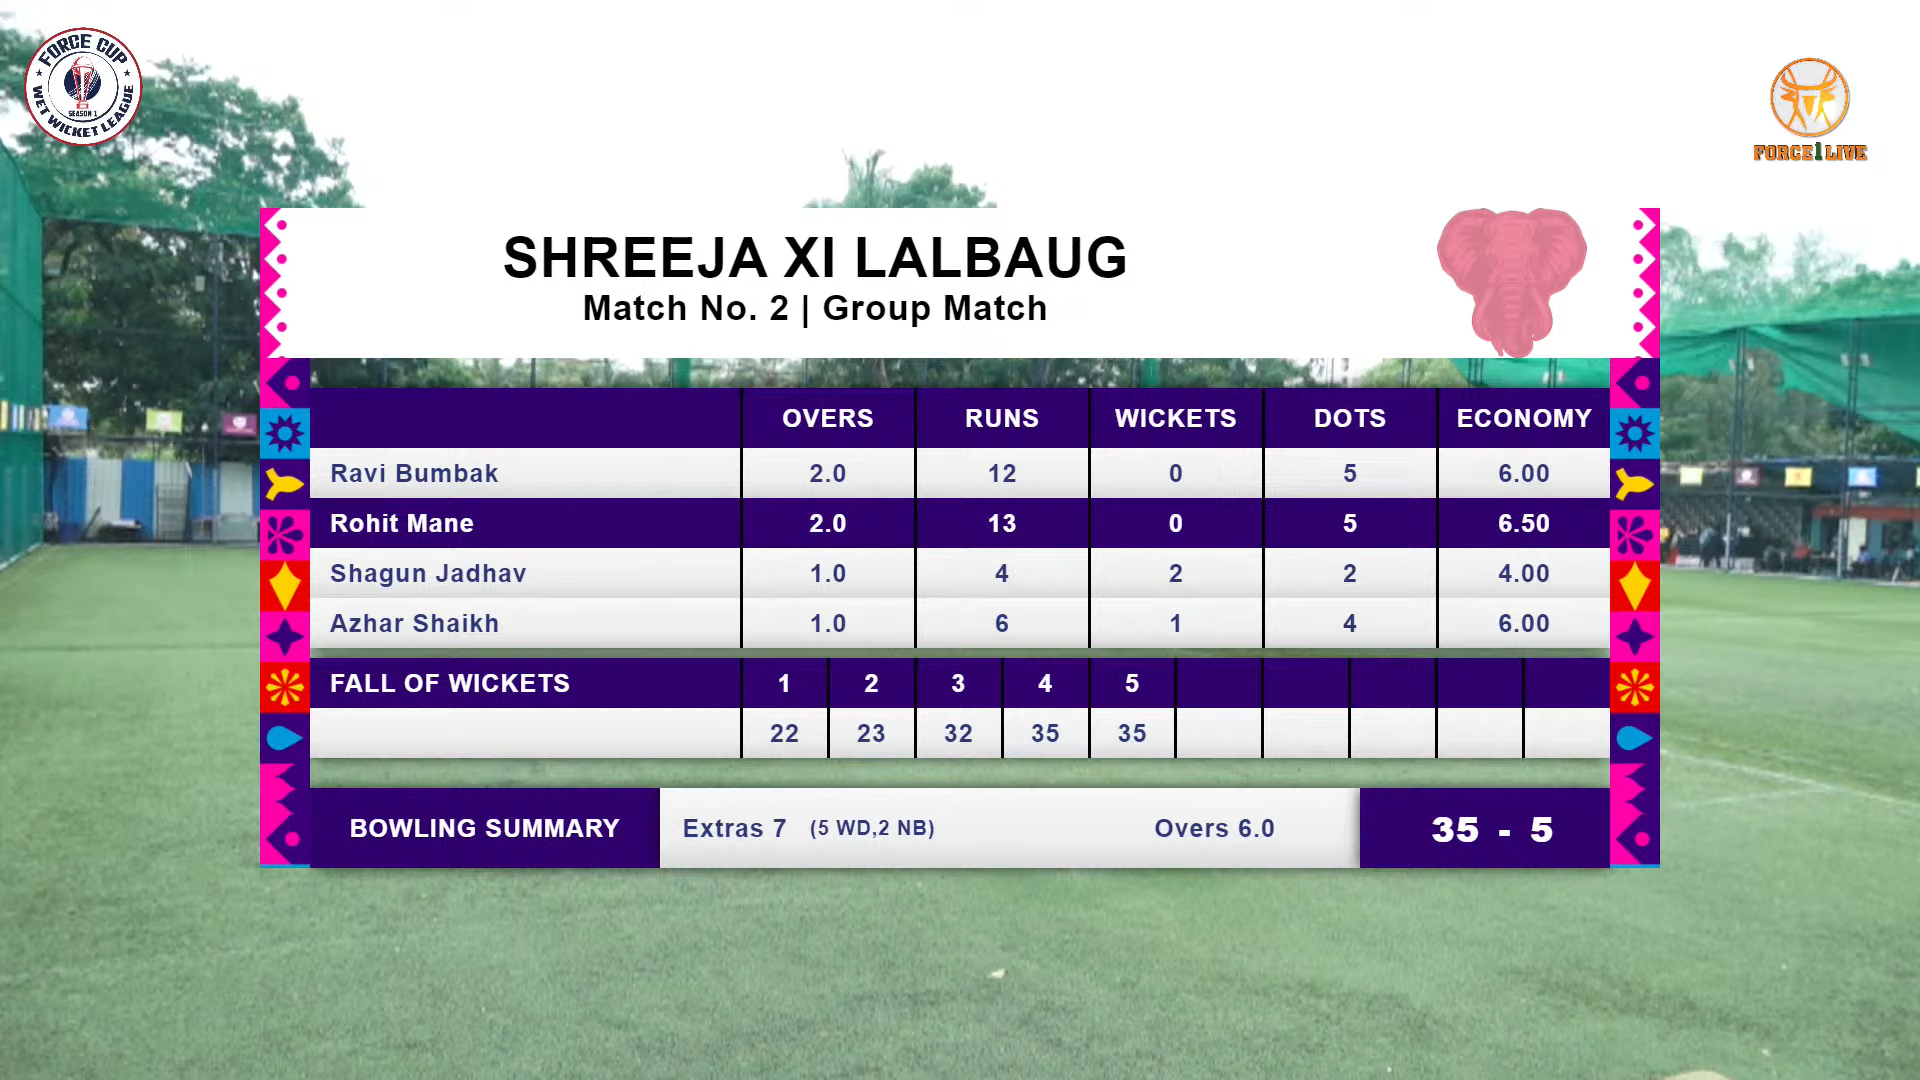 FORCE CUP
SEASON 1
WET WICKET LEAGUE
FORCE1LIVE
SHREEJA XI LALBAUG
Match No. 2 | Group Match
OVERS RUNS WICKETS DOTS ECONOMY
Ravi Bumbak 2.0 12 0 5 6.00
Rohit Mane 2.0 13 0 5 6.50
Shagun Jadhav 1.0 4 2 2 4.00
Azhar Shaikh 1.0 6 1 4 6.00
FALL OF WICKETS 1 2 3 4 5
22 23 32 35 35
BOWLING SUMMARY Extras 7 (5 WD,2 NB) Overs 6.0 35 - 5